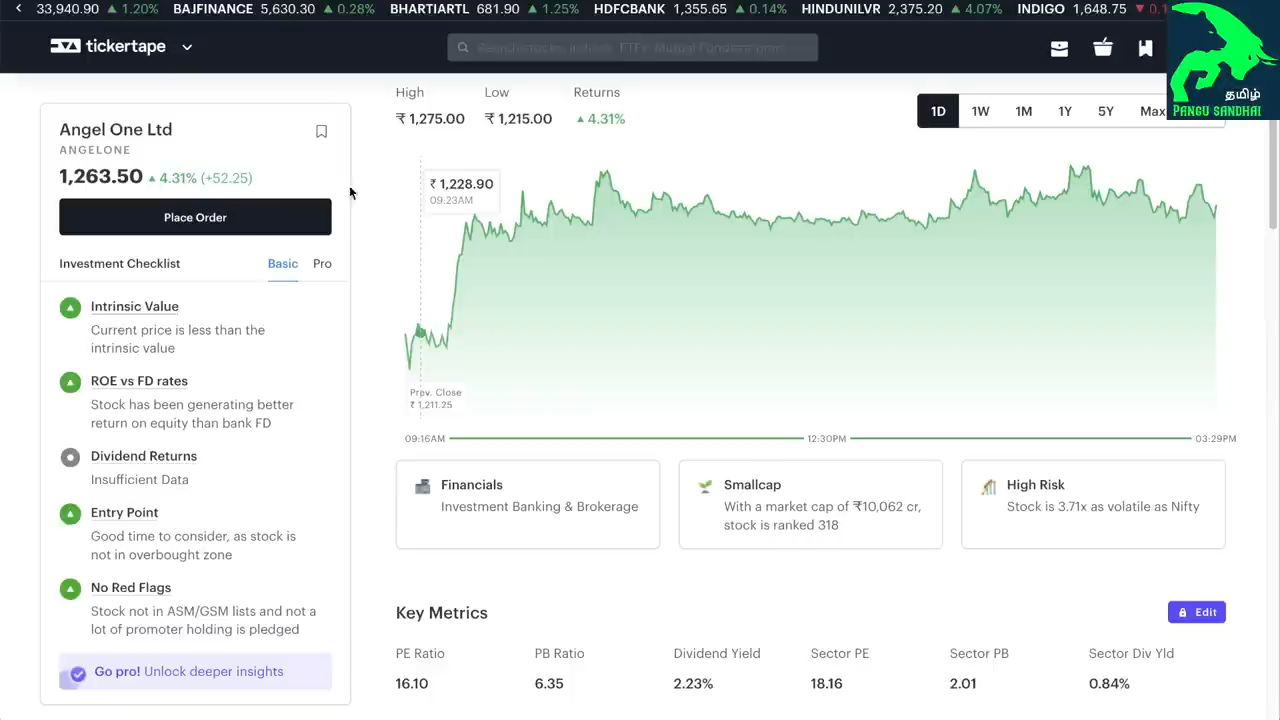 33,940.90 ▲ 1.20% BAJFINANCE 5,630.30 ▲ 0.28% BHARTIARTL 681.90 ▲ 1.25% HDFCBANK 1,355.65 ▲ 0.14% HINDUNILVR 2,375.20 ▲ 4.07% INDIGO 1,648.75 ▼
tickertape
தமிழ்
PANGU SANDHAI
High Low Returns
₹ 1,275.00 ₹ 1,215.00 ▲ 4.31%
1D 1W 1M 1Y 5Y Max
Angel One Ltd
ANGELONE
1,263.50 ▲ 4.31% (+52.25)
Place Order
Investment Checklist Basic Pro
Intrinsic Value
Current price is less than the
intrinsic value
ROE vs FD rates
Stock has been generating better
return on equity than bank FD
Dividend Returns
Insufficient Data
Entry Point
Good time to consider, as stock is
not in overbought zone
No Red Flags
Stock not in ASM/GSM lists and not a
lot of promoter holding is pledged
Go pro! Unlock deeper insights
₹ 1,228.90
09:23AM
Prev. Close
₹ 1,211.25
09:16AM 12:30PM 03:29PM
Financials
Investment Banking & Brokerage
Smallcap
With a market cap of ₹10,062 cr,
stock is ranked 318
High Risk
Stock is 3.71x as volatile as Nifty
Key Metrics Edit
PE Ratio PB Ratio Dividend Yield Sector PE Sector PB Sector Div Yld
16.10 6.35 2.23% 18.16 2.01 0.84%